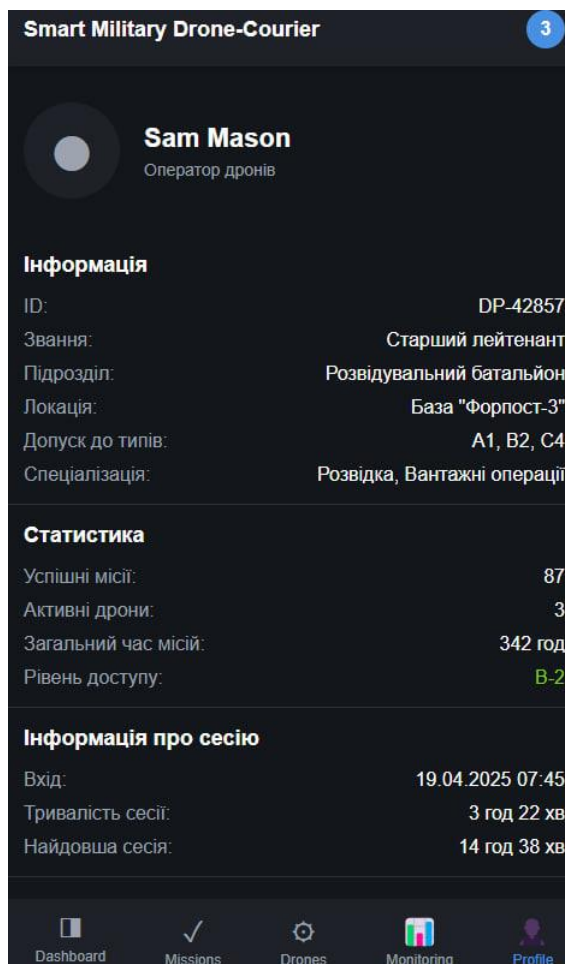 Smart Military Drone-Courier 3
Sam Mason
Оператор дронів
Інформація
ID: DP-42857
Звання: Старший лейтенант
Підрозділ: Розвідувальний батальйон
Локація: База "Форпост-3"
Допуск до типів: A1, B2, C4
Спеціалізація: Розвідка, Вантажні операції
Статистика
Успішні місії: 87
Активні дрони: 3
Загальний час місій: 342 год
Рівень доступу: B-2
Інформація про сесію
Вхід: 19.04.2025 07:45
Тривалість сесії: 3 год 22 хв
Найдовша сесія: 14 год 38 хв
Dashboard Missions Drones Monitoring Profile